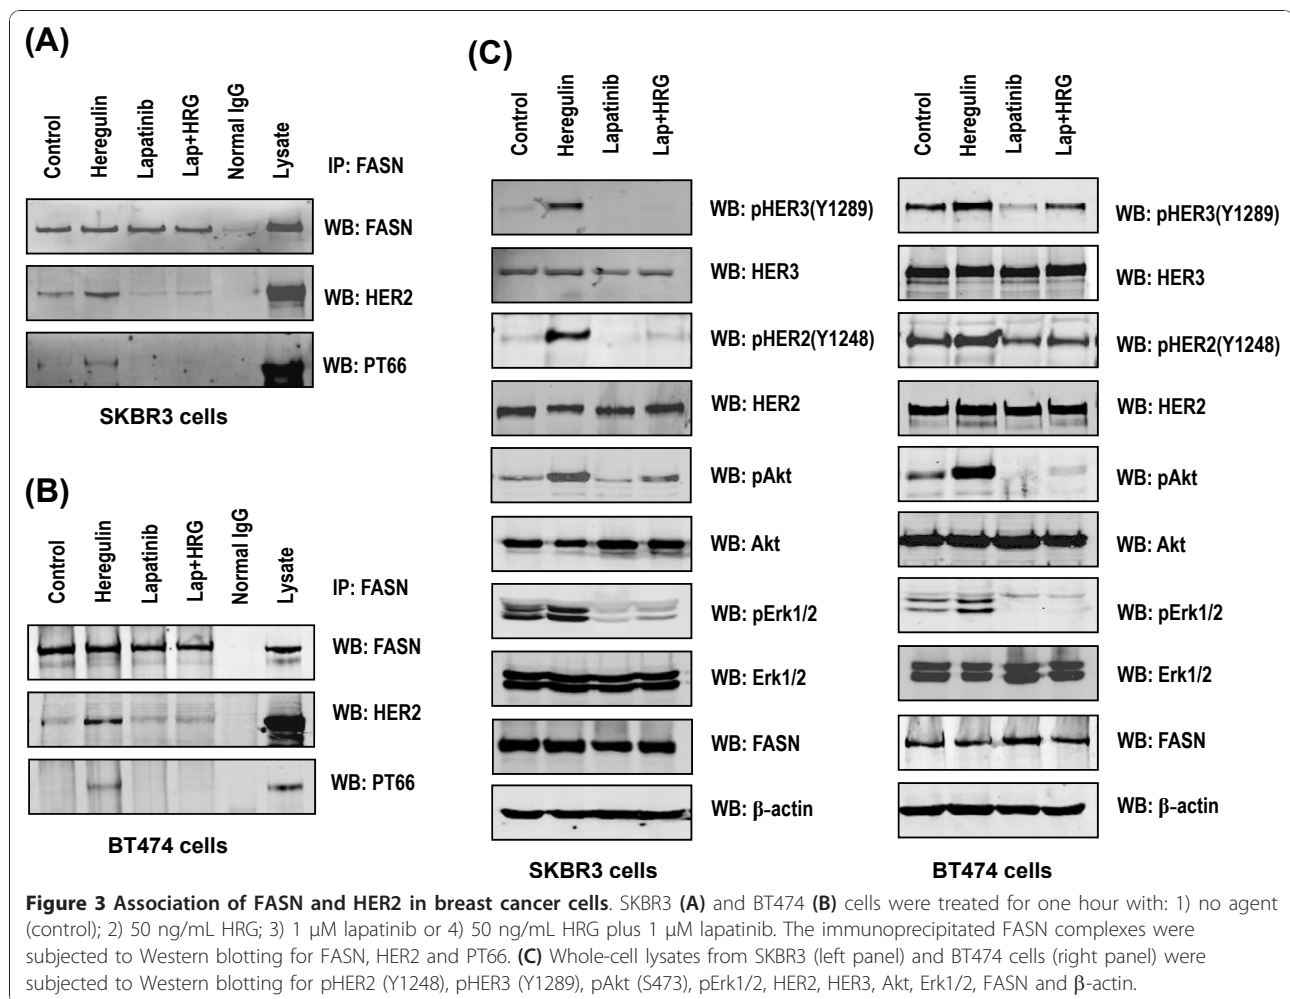 (A)
Control
Heregulin
Lapatinib
Lap+HRG
Normal IgG
Lysate
IP: FASN
WB: FASN
WB: HER2
WB: PT66
SKBR3 cells
(B)
Control
Heregulin
Lapatinib
Lap+HRG
Normal IgG
Lysate
IP: FASN
WB: FASN
WB: HER2
WB: PT66
BT474 cells
(C)
Control
Heregulin
Lapatinib
Lap+HRG
WB: pHER3(Y1289)
WB: HER3
WB: pHER2(Y1248)
WB: HER2
WB: pAkt
WB: Akt
WB: pErk1/2
WB: Erk1/2
WB: FASN
WB: β-actin
SKBR3 cells
Control
Heregulin
Lapatinib
Lap+HRG
WB: pHER3(Y1289)
WB: HER3
WB: pHER2(Y1248)
WB: HER2
WB: pAkt
WB: Akt
WB: pErk1/2
WB: Erk1/2
WB: FASN
WB: β-actin
BT474 cells
Figure 3 Association of FASN and HER2 in breast cancer cells. SKBR3 (A) and BT474 (B) cells were treated for one hour with: 1) no agent
(control); 2) 50 ng/mL HRG; 3) 1 μM lapatinib or 4) 50 ng/mL HRG plus 1 μM lapatinib. The immunoprecipitated FASN complexes were
subjected to Western blotting for FASN, HER2 and PT66. (C) Whole-cell lysates from SKBR3 (left panel) and BT474 cells (right panel) were
subjected to Western blotting for pHER2 (Y1248), pHER3 (Y1289), pAkt (S473), pErk1/2, HER2, HER3, Akt, Erk1/2, FASN and β-actin.